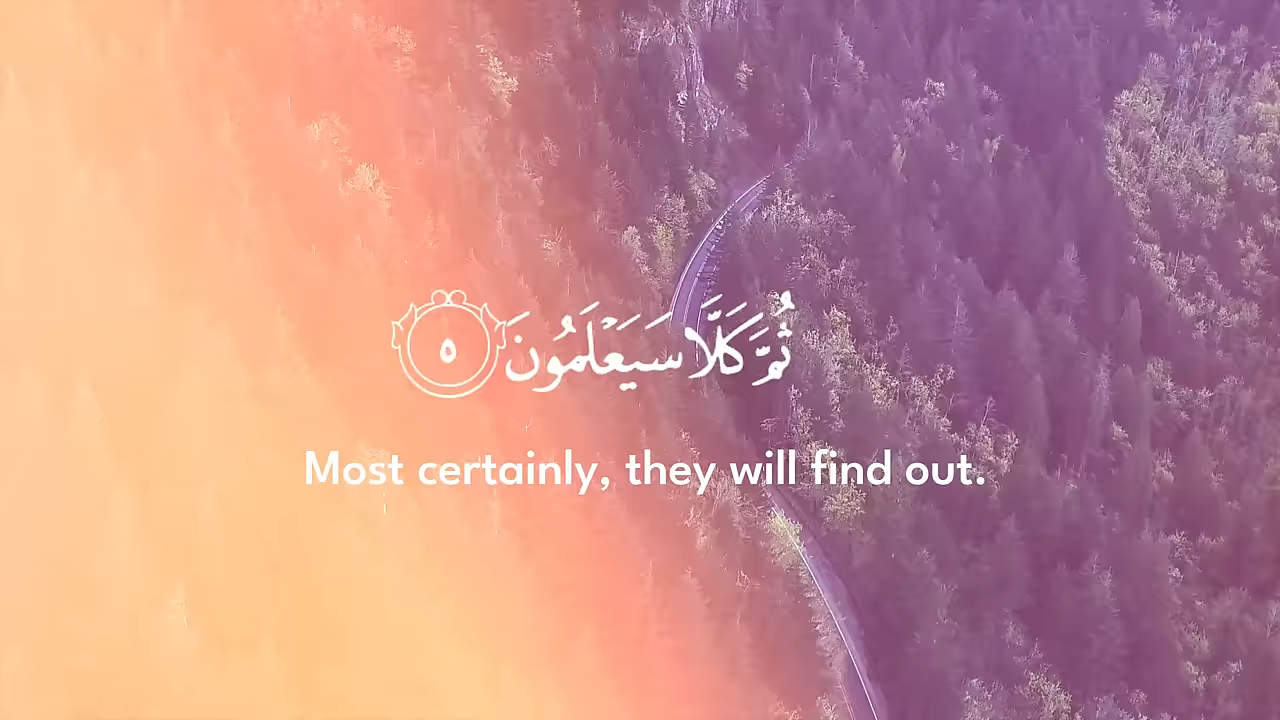 ثُمَّ كَلَّا سَيَعْلَمُونَ ٥
Most certainly, they will find out.